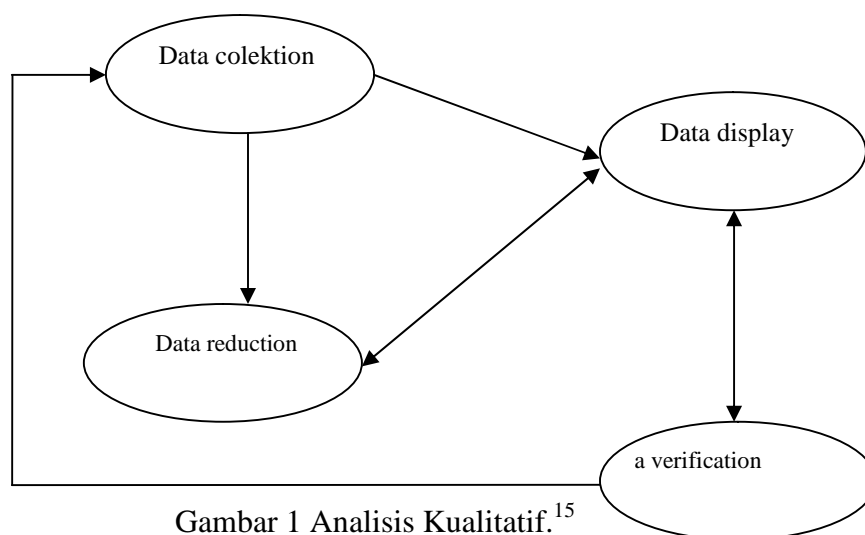 Data colektion
Data display
Data reduction
a verification
Gambar 1 Analisis Kualitatif.15